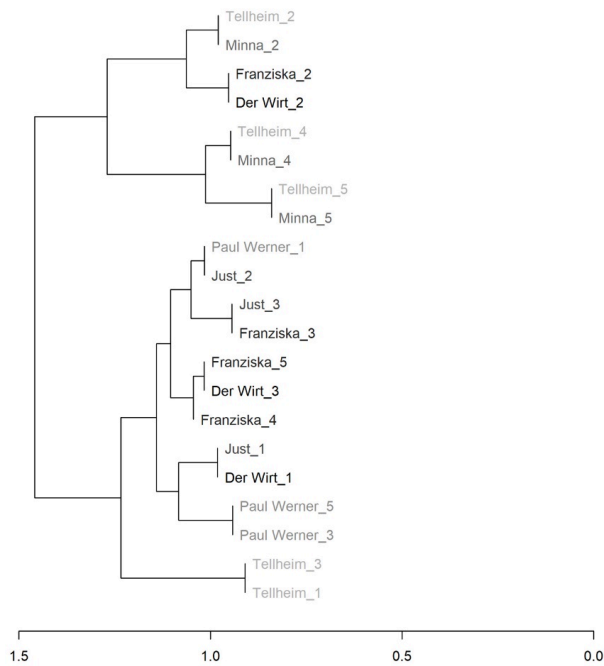 Tellheim_2
Minna_2
Franziska_2
Der Wirt_2
Tellheim_4
Minna_4
Tellheim_5
Minna_5
Paul Werner_1
Just_2
Just_3
Franziska_3
Franziska_5
Der Wirt_3
Franziska_4
Just_1
Der Wirt_1
Paul Werner_5
Paul Werner_3
Tellheim_3
Tellheim_1
1.5 1.0 0.5 0.0